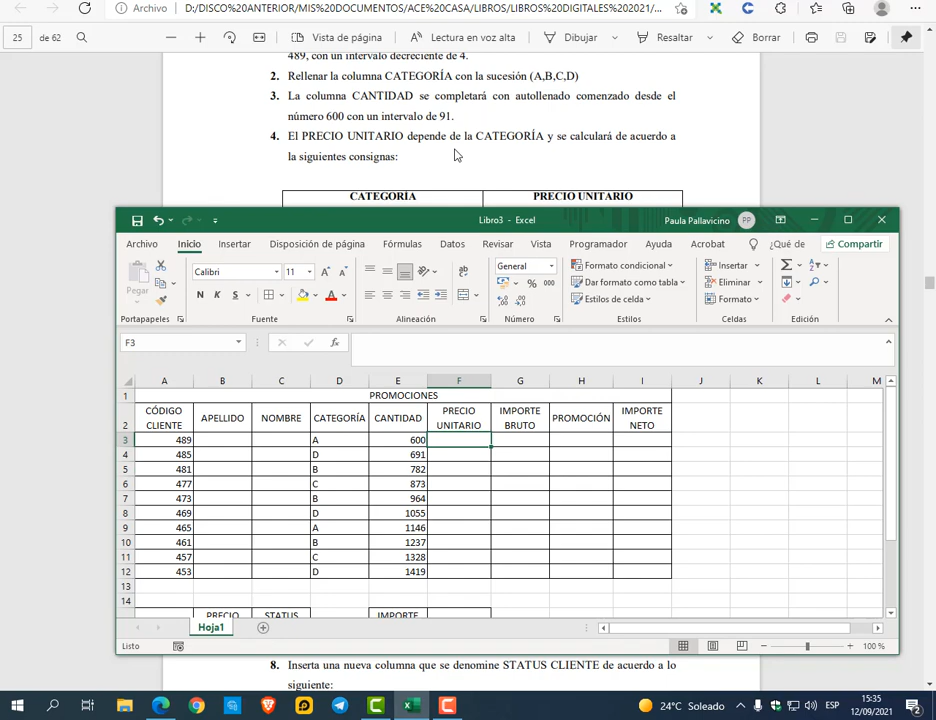 Archivo D:/DISCO%20ANTERIOR/MIS%20DOCUMENTOS/ACE%20CASA/LIBROS/LIBROS%20DIGITALES%202021/...
25 de 62 Vista de página Lectura en voz alta Dibujar Resaltar Borrar
489, con un intervalo decreciente de 4.
2. Rellenar la columna CATEGORÍA con la sucesión (A,B,C,D)
3. La columna CANTIDAD se completará con autollenado comenzado desde el
número 600 con un intervalo de 91.
4. El PRECIO UNITARIO depende de la CATEGORÍA y se calculará de acuerdo a
la siguientes consignas:
CATEGORÍA PRECIO UNITARIO
Libro3 - Excel Paula Pallavicino PP
Archivo Inicio Insertar Disposición de página Fórmulas Datos Revisar Vista Programador Ayuda Acrobat ¿Qué de Compartir
Pegar Calibri 11 General Formato condicional Insertar
N K S % 000 Dar formato como tabla Eliminar
Estilos de celda Formato
Portapapeles Fuente Alineación Número Estilos Celdas Edición
F3 fx
A B C D E F G H I J K L M
1 PROMOCIONES
2 CÓDIGO CLIENTE APELLIDO NOMBRE CATEGORÍA CANTIDAD PRECIO UNITARIO IMPORTE BRUTO PROMOCIÓN IMPORTE NETO
3 489 A 600
4 485 D 691
5 481 B 782
6 477 C 873
7 473 B 964
8 469 D 1055
9 465 A 1146
10 461 B 1237
11 457 C 1328
12 453 D 1419
13
14
PRECIO STATUS IMPORTE
Hoja1
Listo 100 %
8. Inserta una nueva columna que se denomine STATUS CLIENTE de acuerdo a lo
siguiente:
24°C Soleado ESP 15:35
12/09/2021 2